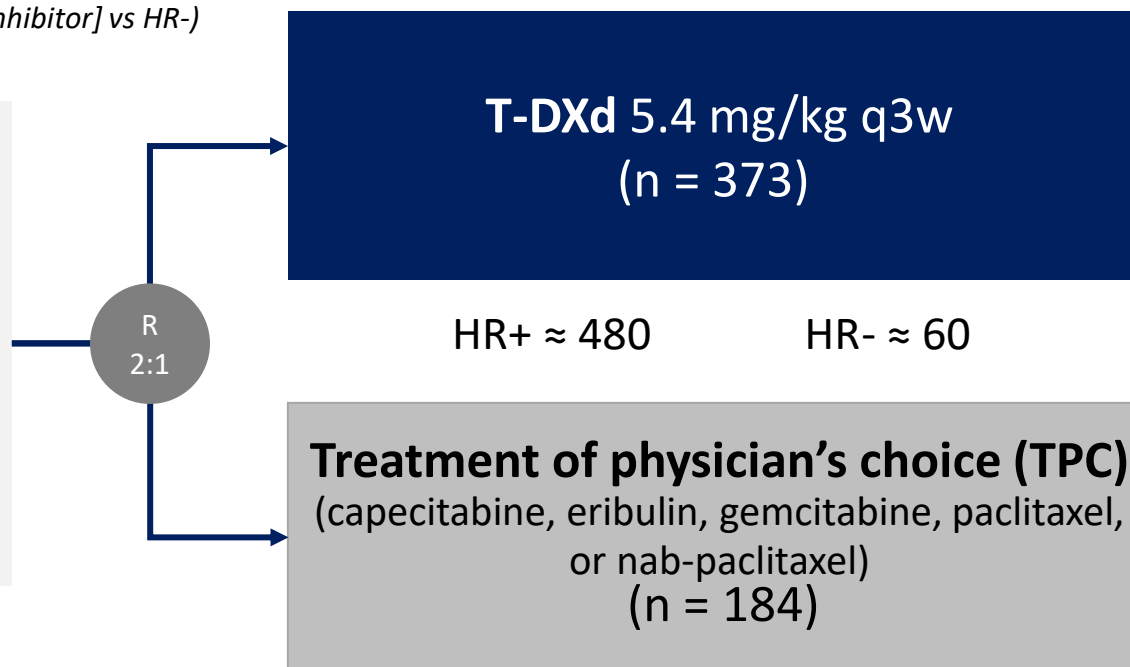 nhibitor] vs HR-)
T-DXd 5.4 mg/kg q3w
(n = 373)
R
2:1
HR+ ≈ 480 HR- ≈ 60
Treatment of physician’s choice (TPC)
(capecitabine, eribulin, gemcitabine, paclitaxel,
or nab-paclitaxel)
(n = 184)